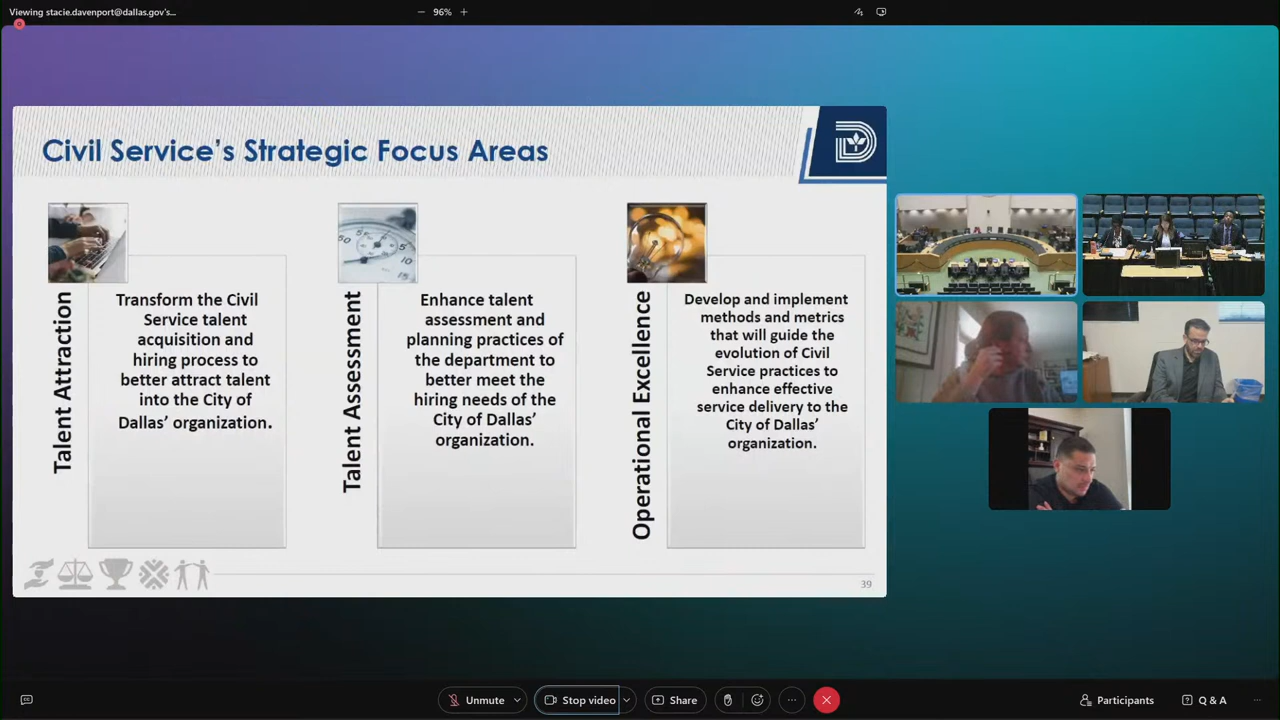 Viewing stacie.davenport@dallas.gov's...
96%
Civil Service's Strategic Focus Areas
Talent Attraction
Transform the Civil
Service talent
acquisition and
hiring process to
better attract talent
into the City of
Dallas' organization.
Talent Assessment
50
5
10
15
Enhance talent
assessment and
planning practices of
the department to
better meet the
hiring needs of the
City of Dallas'
organization.
Operational Excellence
Develop and implement
methods and metrics
that will guide the
evolution of Civil
Service practices to
enhance effective
service delivery to the
City of Dallas'
organization.
39
Unmute
Stop video
Share
Participants
Q & A